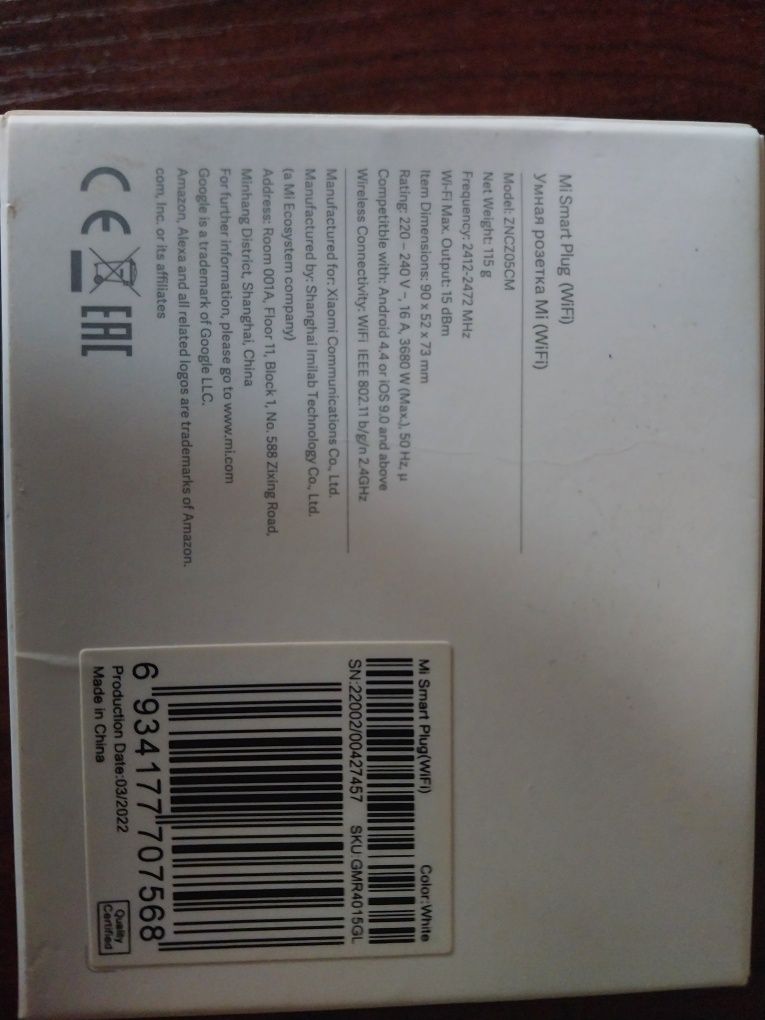 Mi Smart Plug (WiFi)
Умная розетка Mi (WiFi)
Model: ZNCZ05CM
Net Weight: 115 g
Frequency: 2412-2472 MHz
Wi-Fi Max. Output: 15 dBm
Item Dimensions: 90 x 52 x 73 mm
Rating: 220 – 240 V ~, 16 A, 3680 W (Max.), 50 Hz, μ
Competitble with: Android 4.4 or iOS 9.0 and above
Wireless Connectivity: WiFi IEEE 802.11 b/g/n 2.4GHz
Manufactured for: Xiaomi Communications Co., Ltd.
Manufactured by: Shanghai Imilab Technology Co., Ltd.
(a Mi Ecosystem company)
Address: Room 001A, Floor 11, Block 1, No. 588 Zixing Road,
Minhang District, Shanghai, China
For further information, please go to www.mi.com
Google is a trademark of Google LLC.
Amazon, Alexa and all related logos are trademarks of Amazon.
com, Inc. or its affiliates
CE EAC
Mi Smart Plug(WiFi) Color:White
SN:22002/00427457 SKU:GMR4015GL
6 934177 707568
Production Date:03/2022
Made in China
Quality
Certified